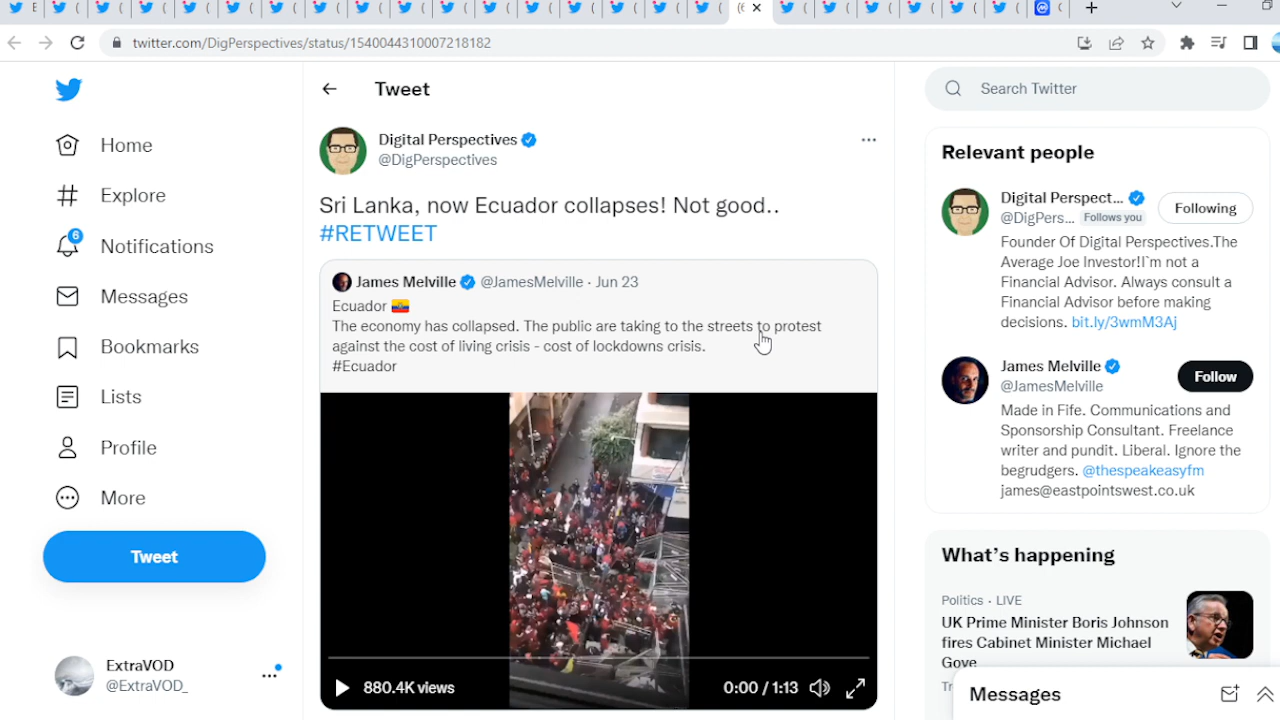 twitter.com/DigPerspectives/status/1540044310007218182
Tweet
Home
Explore
6
Notifications
Messages
Bookmarks
Lists
Profile
More
Tweet
ExtraVOD
@ExtraVOD_
Digital Perspectives
@DigPerspectives
Sri Lanka, now Ecuador collapses! Not good..
#RETWEET
James Melville @JamesMelville · Jun 23
Ecuador
The economy has collapsed. The public are taking to the streets to protest
against the cost of living crisis - cost of lockdowns crisis.
#Ecuador
880.4K views
0:00 / 1:13
Search Twitter
Relevant people
Digital Perspect...
@DigPers... Follows you
Following
Founder Of Digital Perspectives.The
Average Joe Investor!I`m not a
Financial Advisor. Always consult a
Financial Advisor before making
decisions. bit.ly/3wmM3Aj
James Melville
@JamesMelville
Follow
Made in Fife. Communications and
Sponsorship Consultant. Freelance
writer and pundit. Liberal. Ignore the
begrudgers. @thespeakeasyfm
james@eastpointswest.co.uk
What's happening
Politics · LIVE
UK Prime Minister Boris Johnson
fires Cabinet Minister Michael
Gove
Messages